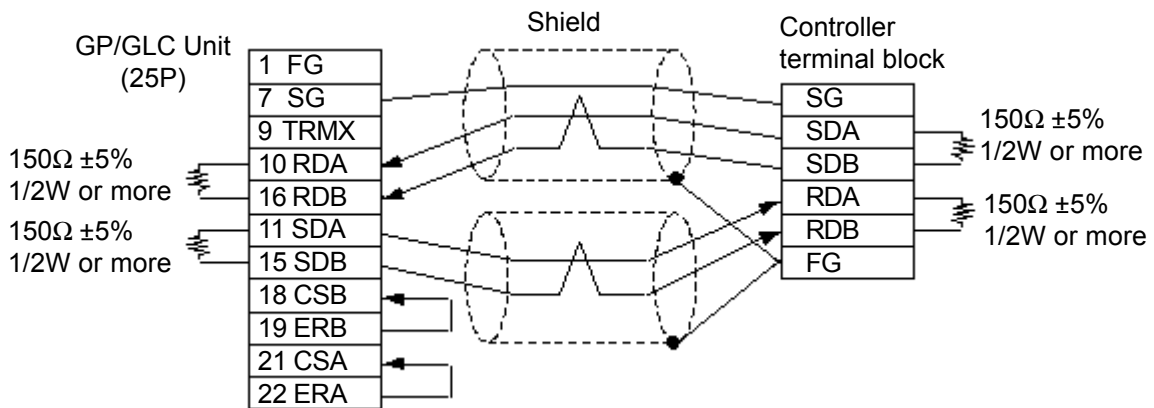 Shield
GP/GLC Unit
(25P)
Controller
terminal block
1 FG
7 SG
9 TRMX
10 RDA
16 RDB
11 SDA
15 SDB
18 CSB
19 ERB
21 CSA
22 ERA
150Ω ±5%
1/2W or more
150Ω ±5%
1/2W or more
SG
SDA
SDB
RDA
RDB
FG
150Ω ±5%
1/2W or more
150Ω ±5%
1/2W or more